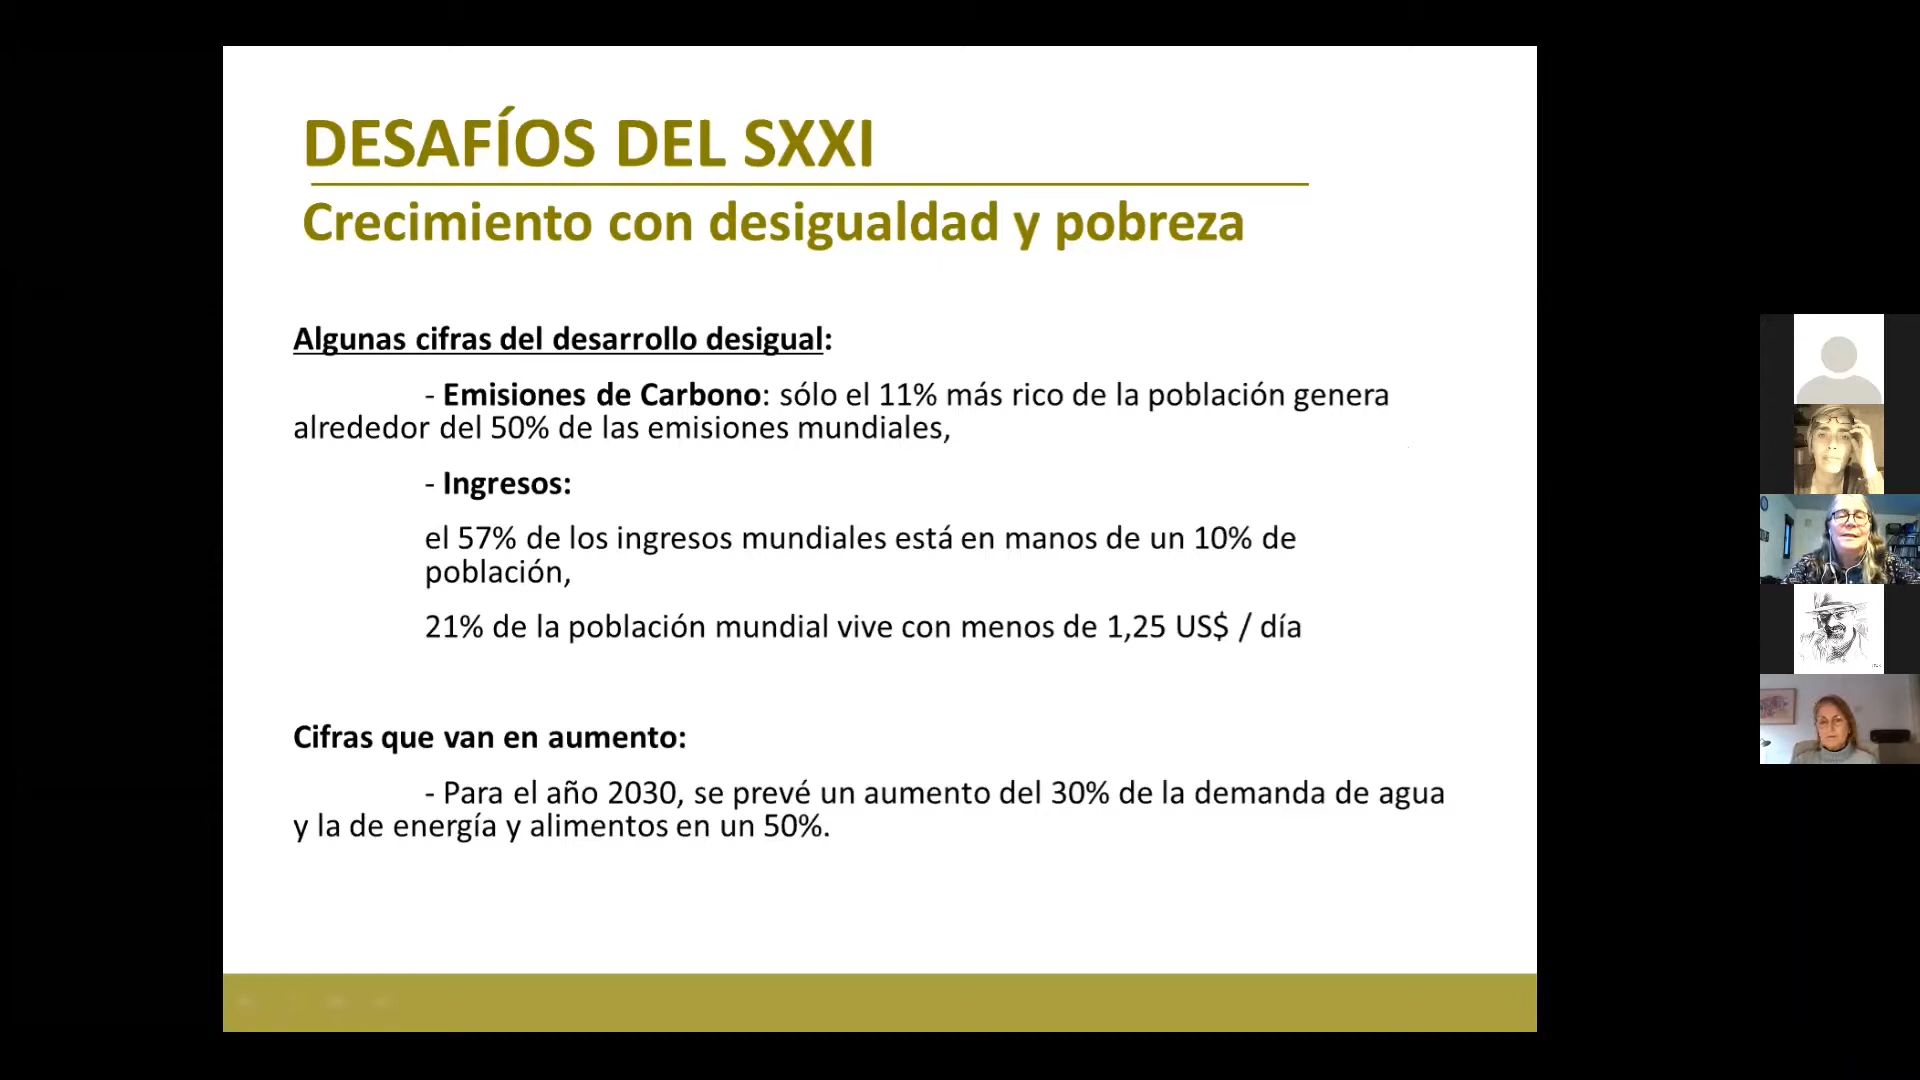 DESAFÍOS DEL SXXI
Crecimiento con desigualdad y pobreza
Algunas cifras del desarrollo desigual:
- Emisiones de Carbono: sólo el 11% más rico de la población genera
alrededor del 50% de las emisiones mundiales,
- Ingresos:
el 57% de los ingresos mundiales está en manos de un 10% de
población,
21% de la población mundial vive con menos de 1,25 US$ / día
Cifras que van en aumento:
- Para el año 2030, se prevé un aumento del 30% de la demanda de agua
y la de energía y alimentos en un 50%.